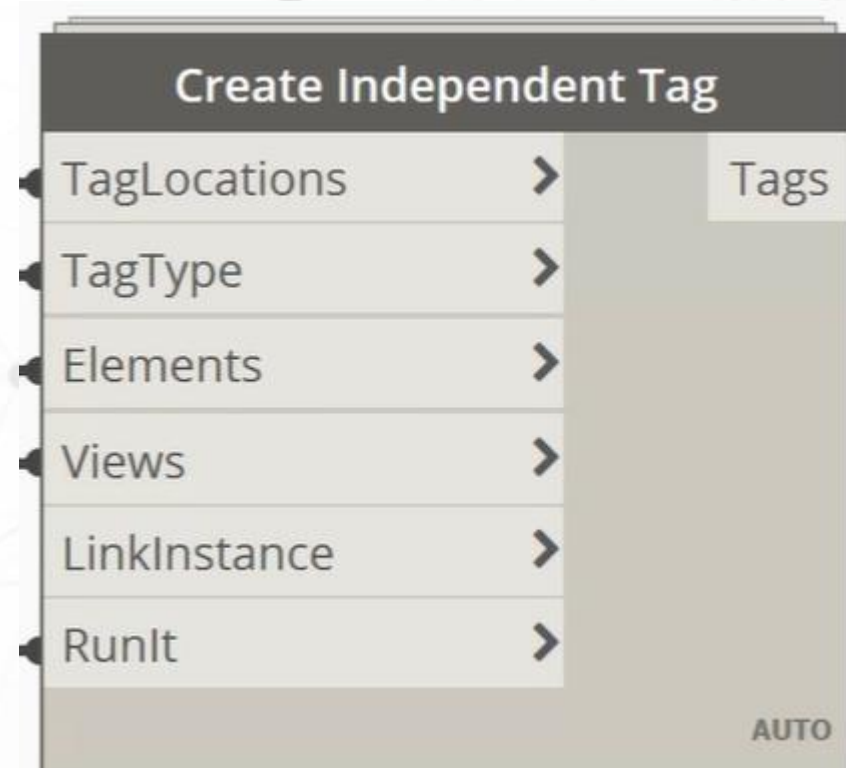 Create Independent Tag
TagLocations
Tags
TagType
Elements
Views
LinkInstance
RunIt
AUTO